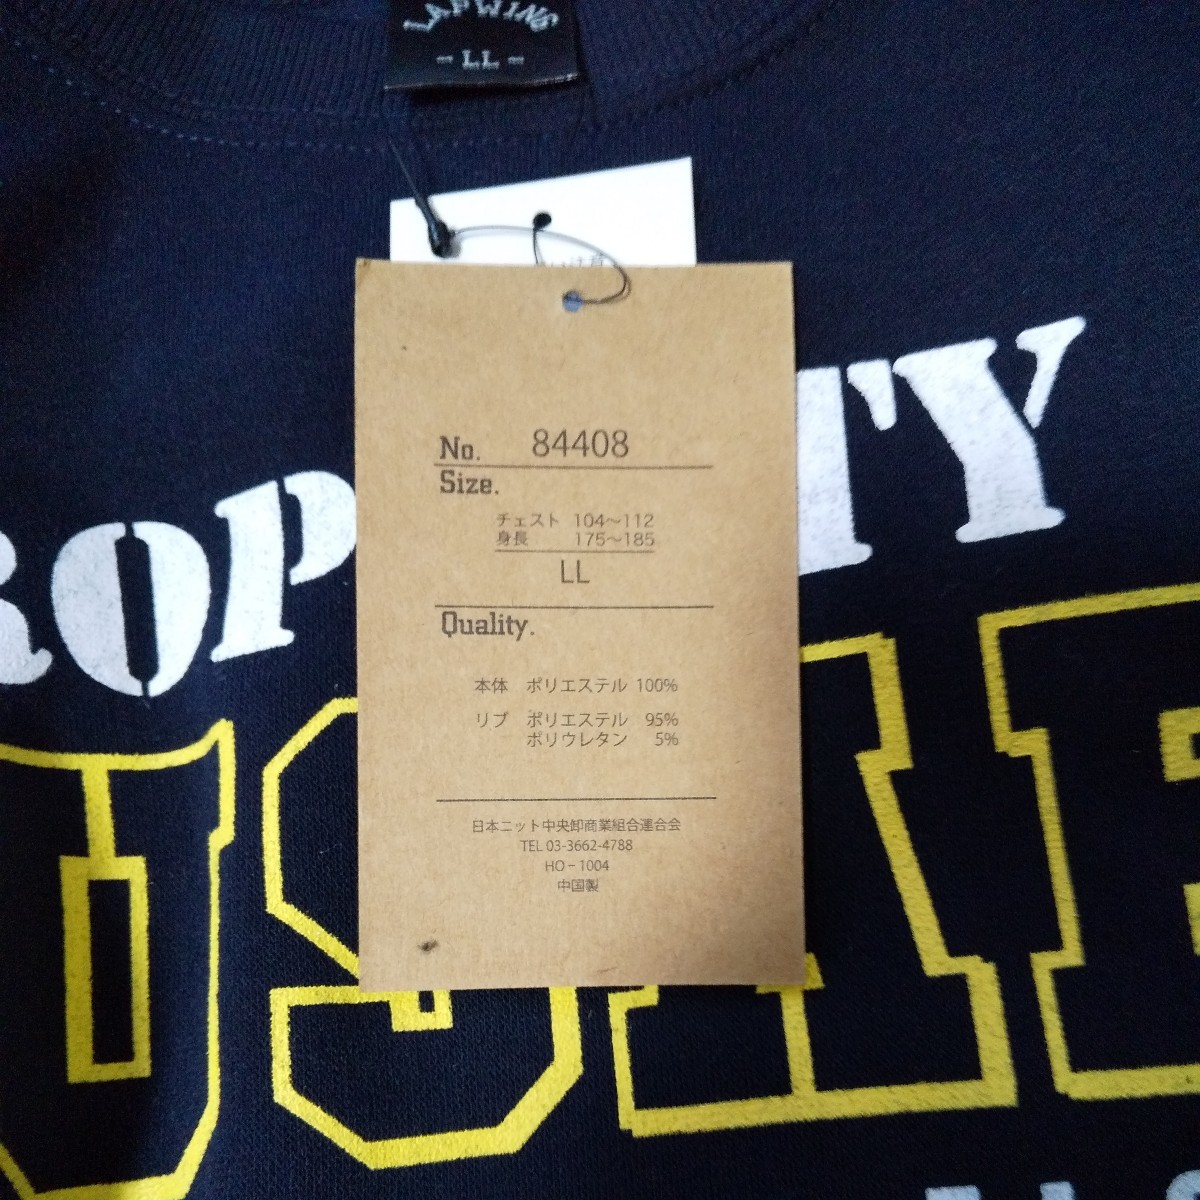 LAPWING
- LL -
No. 84408
Size.
チェスト 104～112
身長 175～185
LL
Quality.
本体 ポリエステル 100%
リブ ポリエステル 95%
ポリウレタン 5%
日本ニット中央卸商業組合連合会
TEL 03-3662-4788
HO－1004
中国製
ROP TY
USAF